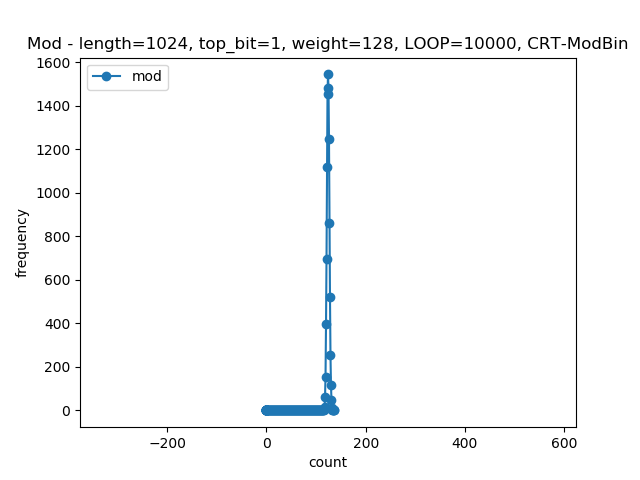 Mod - length=1024, top_bit=1, weight=128, LOOP=10000, CRT-ModBin
mod
1600
1400
1200
1000
800
600
400
200
0
frequency
−200 0 200 400 600
count